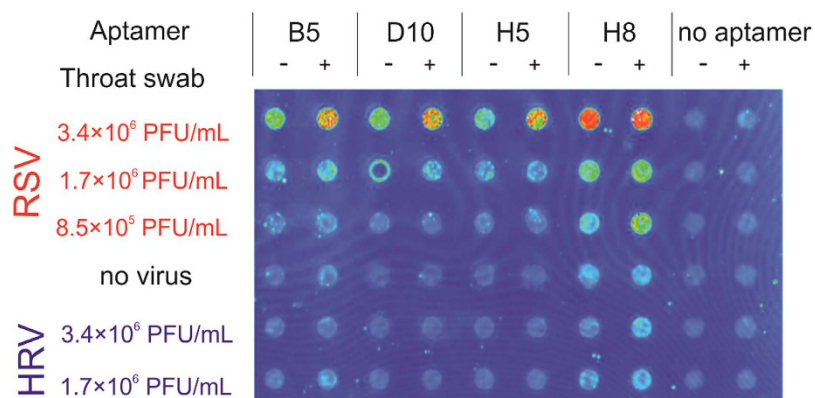 Aptamer B5 D10 H5 H8 no aptamer
Throat swab - + - + - + - + - +
RSV
3.4×10⁶ PFU/mL
1.7×10⁶ PFU/mL
8.5×10⁵ PFU/mL
no virus
HRV
3.4×10⁶ PFU/mL
1.7×10⁶ PFU/mL